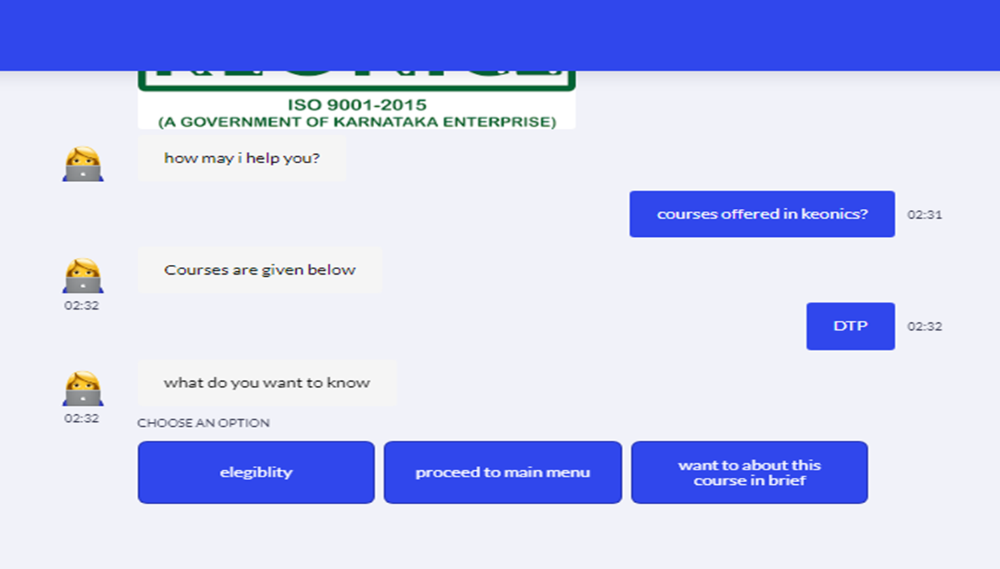 ISO 9001-2015
(A GOVERNMENT OF KARNATAKA ENTERPRISE)
how may i help you?
courses offered in keonics?
02:31
Courses are given below
02:32
DTP
02:32
what do you want to know
02:32
CHOOSE AN OPTION
elegiblity
proceed to main menu
want to about this
course in brief